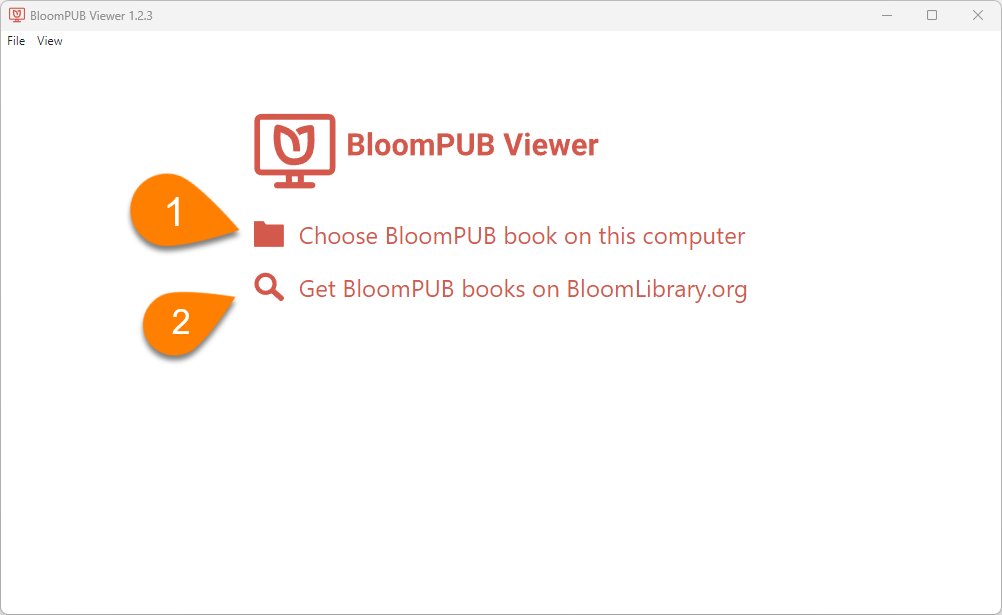 BloomPUB Viewer 1.2.3
File View
BloomPUB Viewer
1
Choose BloomPUB book on this computer
Get BloomPUB books on BloomLibrary.org
2